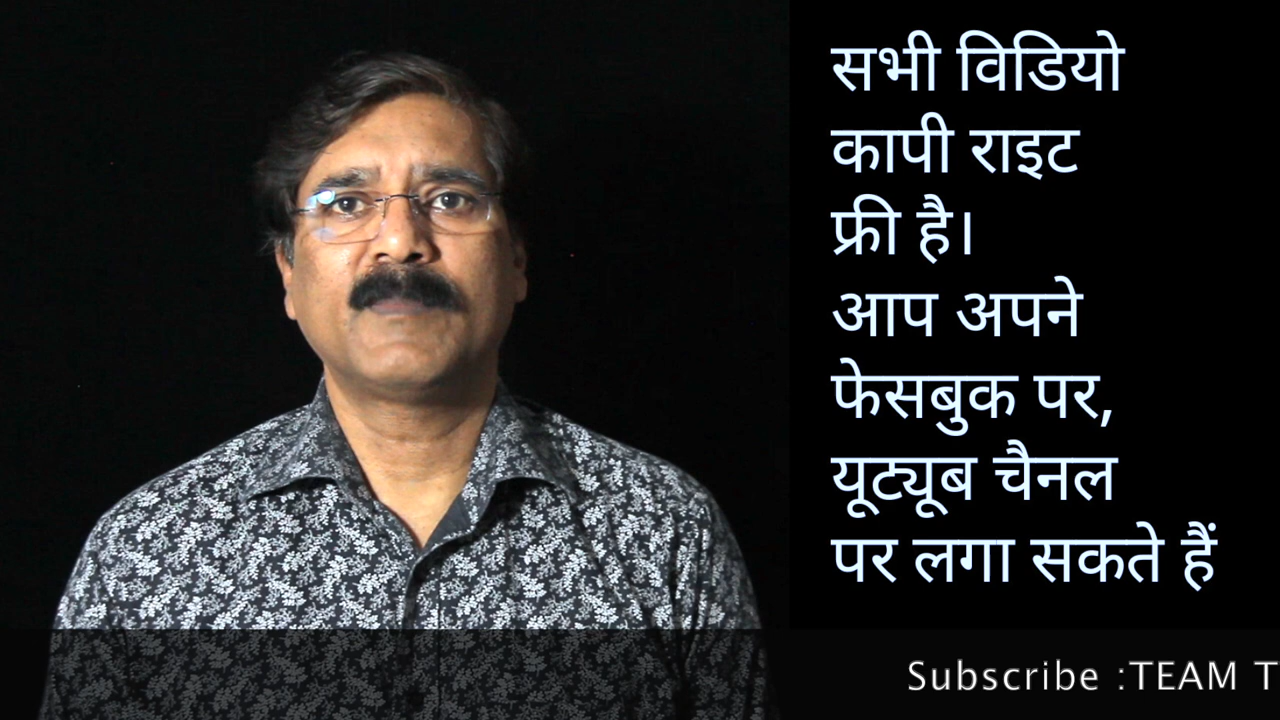 सभी विडियो
कापी राइट
फ्री है।
आप अपने
फेसबुक पर,
यूट्यूब चैनल
पर लगा सकते हैं
Subscribe :TEAM T